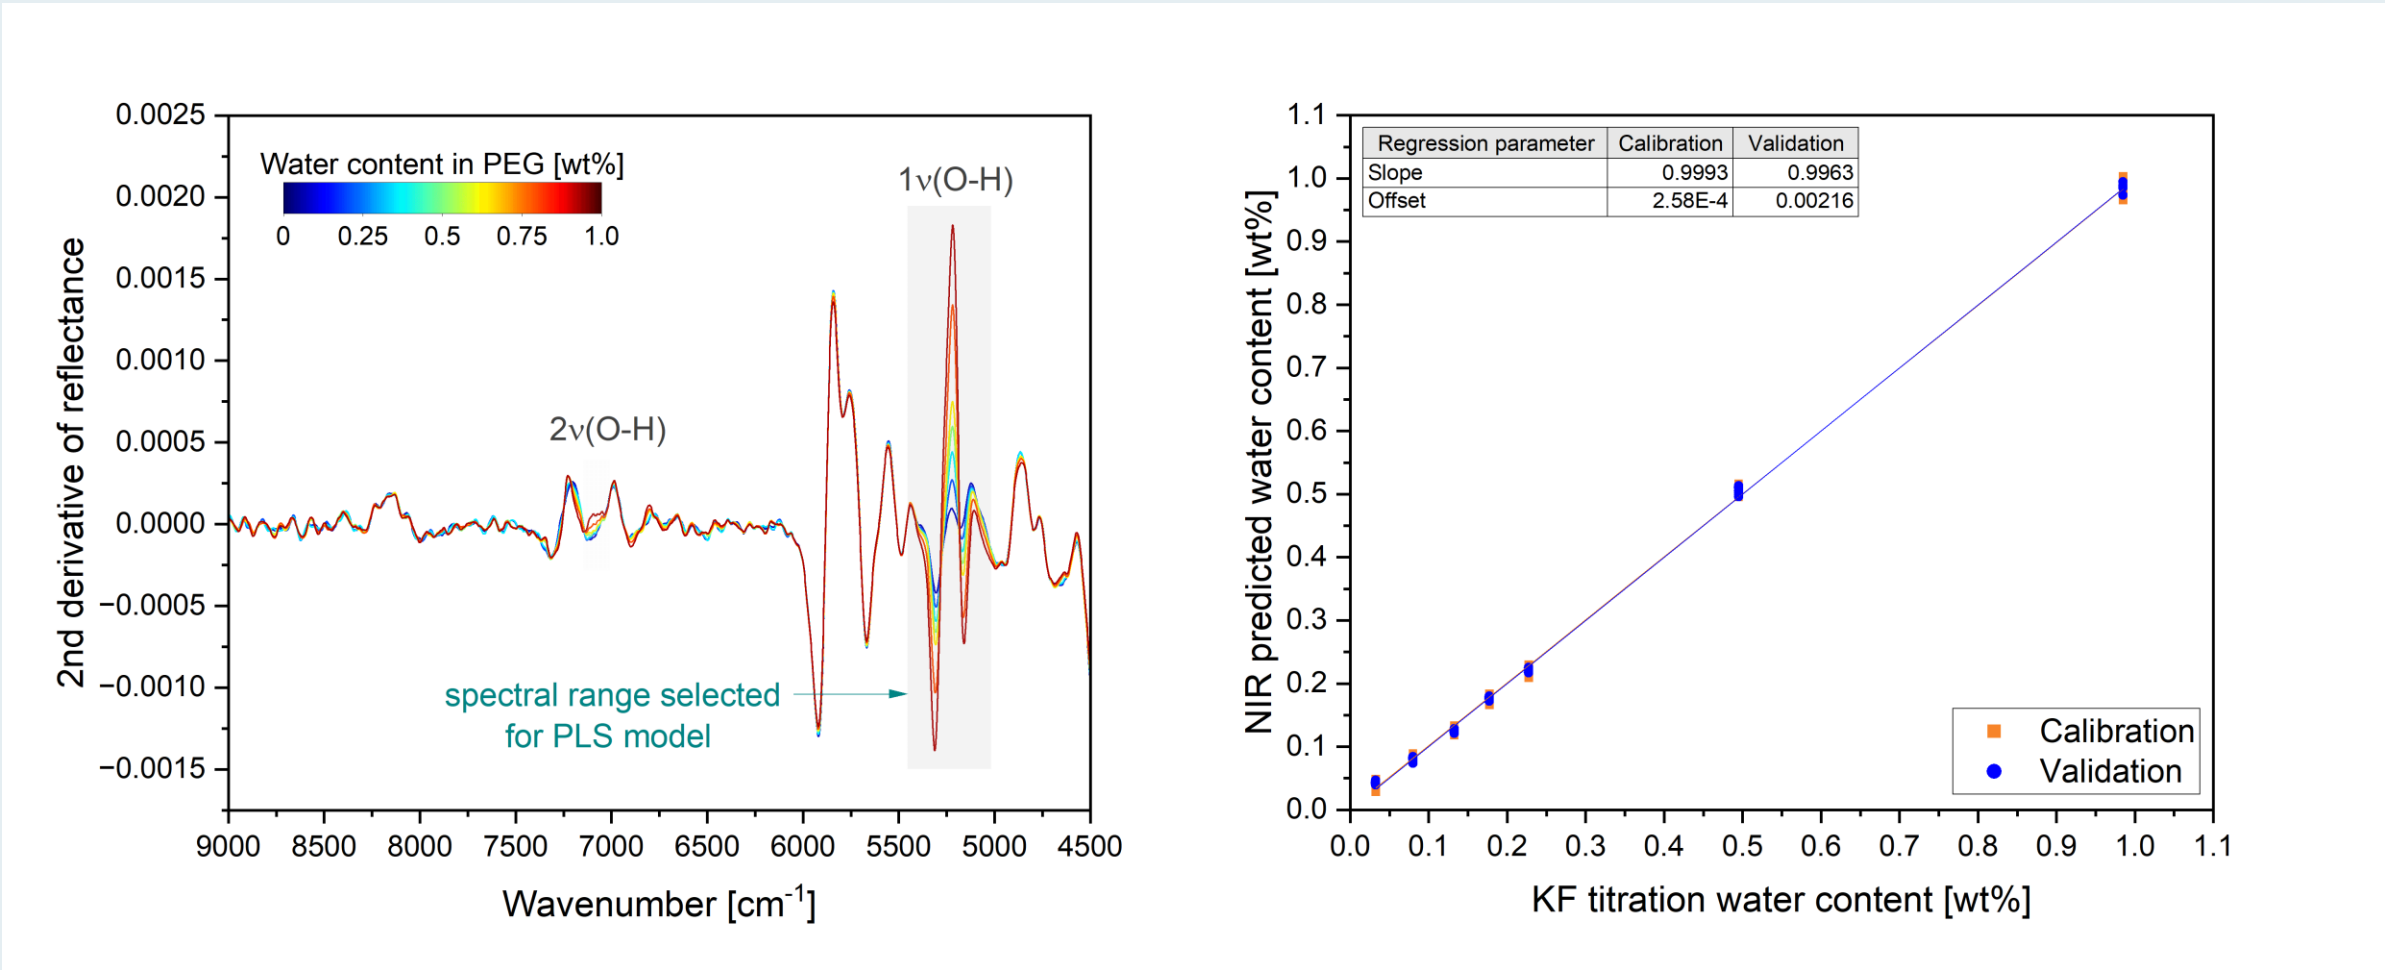 0.0025
0.0020
0.0015
0.0010
0.0005
0.0000
−0.0005
−0.0010
−0.0015
2nd derivative of reflectance
Water content in PEG [wt%]
0 0.25 0.5 0.75 1.0
1ν(O-H)
2ν(O-H)
spectral range selected
for PLS model
9000 8500 8000 7500 7000 6500 6000 5500 5000 4500
Wavenumber [cm-1]
1.1
1.0
0.9
0.8
0.7
0.6
0.5
0.4
0.3
0.2
0.1
0.0
NIR predicted water content [wt%]
Regression parameter Calibration Validation
Slope 0.9993 0.9963
Offset 2.58E-4 0.00216
Calibration
Validation
0.0 0.1 0.2 0.3 0.4 0.5 0.6 0.7 0.8 0.9 1.0 1.1
KF titration water content [wt%]